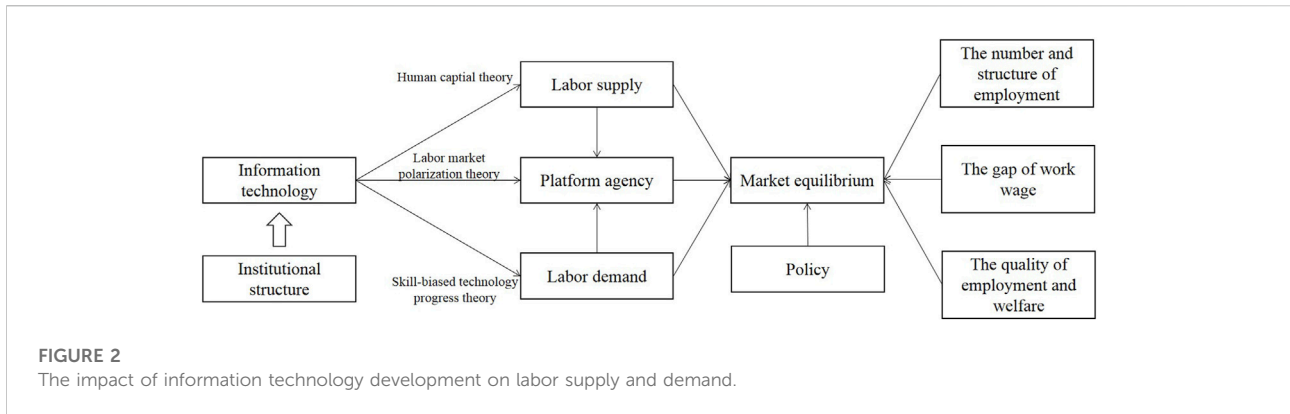 Human captial theory
Labor supply
The number and
structure of
employment
Labor market
polarization theory
Information
technology
Platform agency
Market equilibrium
The gap of work
wage
Institutional
structure
Skill-biased technology
progress theory
Labor demand
Policy
The quality of
employment and
welfare
FIGURE 2
The impact of information technology development on labor supply and demand.